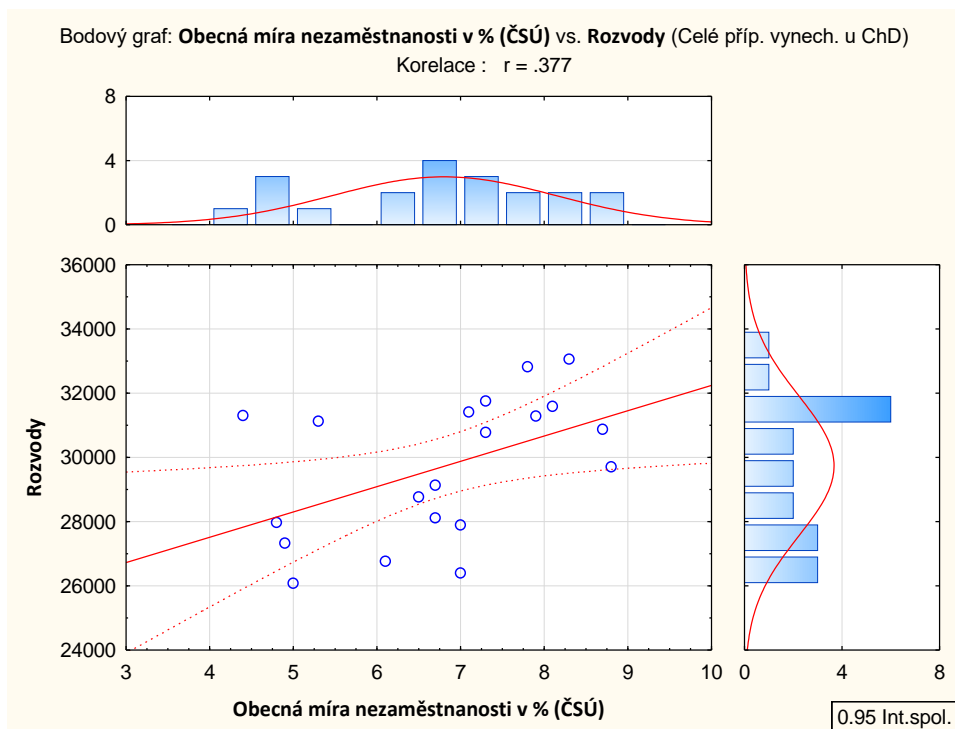 Bodový graf: Obecná míra nezaměstnanosti v % (ČSÚ) vs. Rozvody (Celé příp. vynech. u ChD)
Korelace : r = .377
8
4
0
36000
34000
32000
30000
28000
26000
24000
Rozvody
3 4 5 6 7 8 9 10
0 4 8
Obecná míra nezaměstnanosti v % (ČSÚ)
0.95 Int.spol.